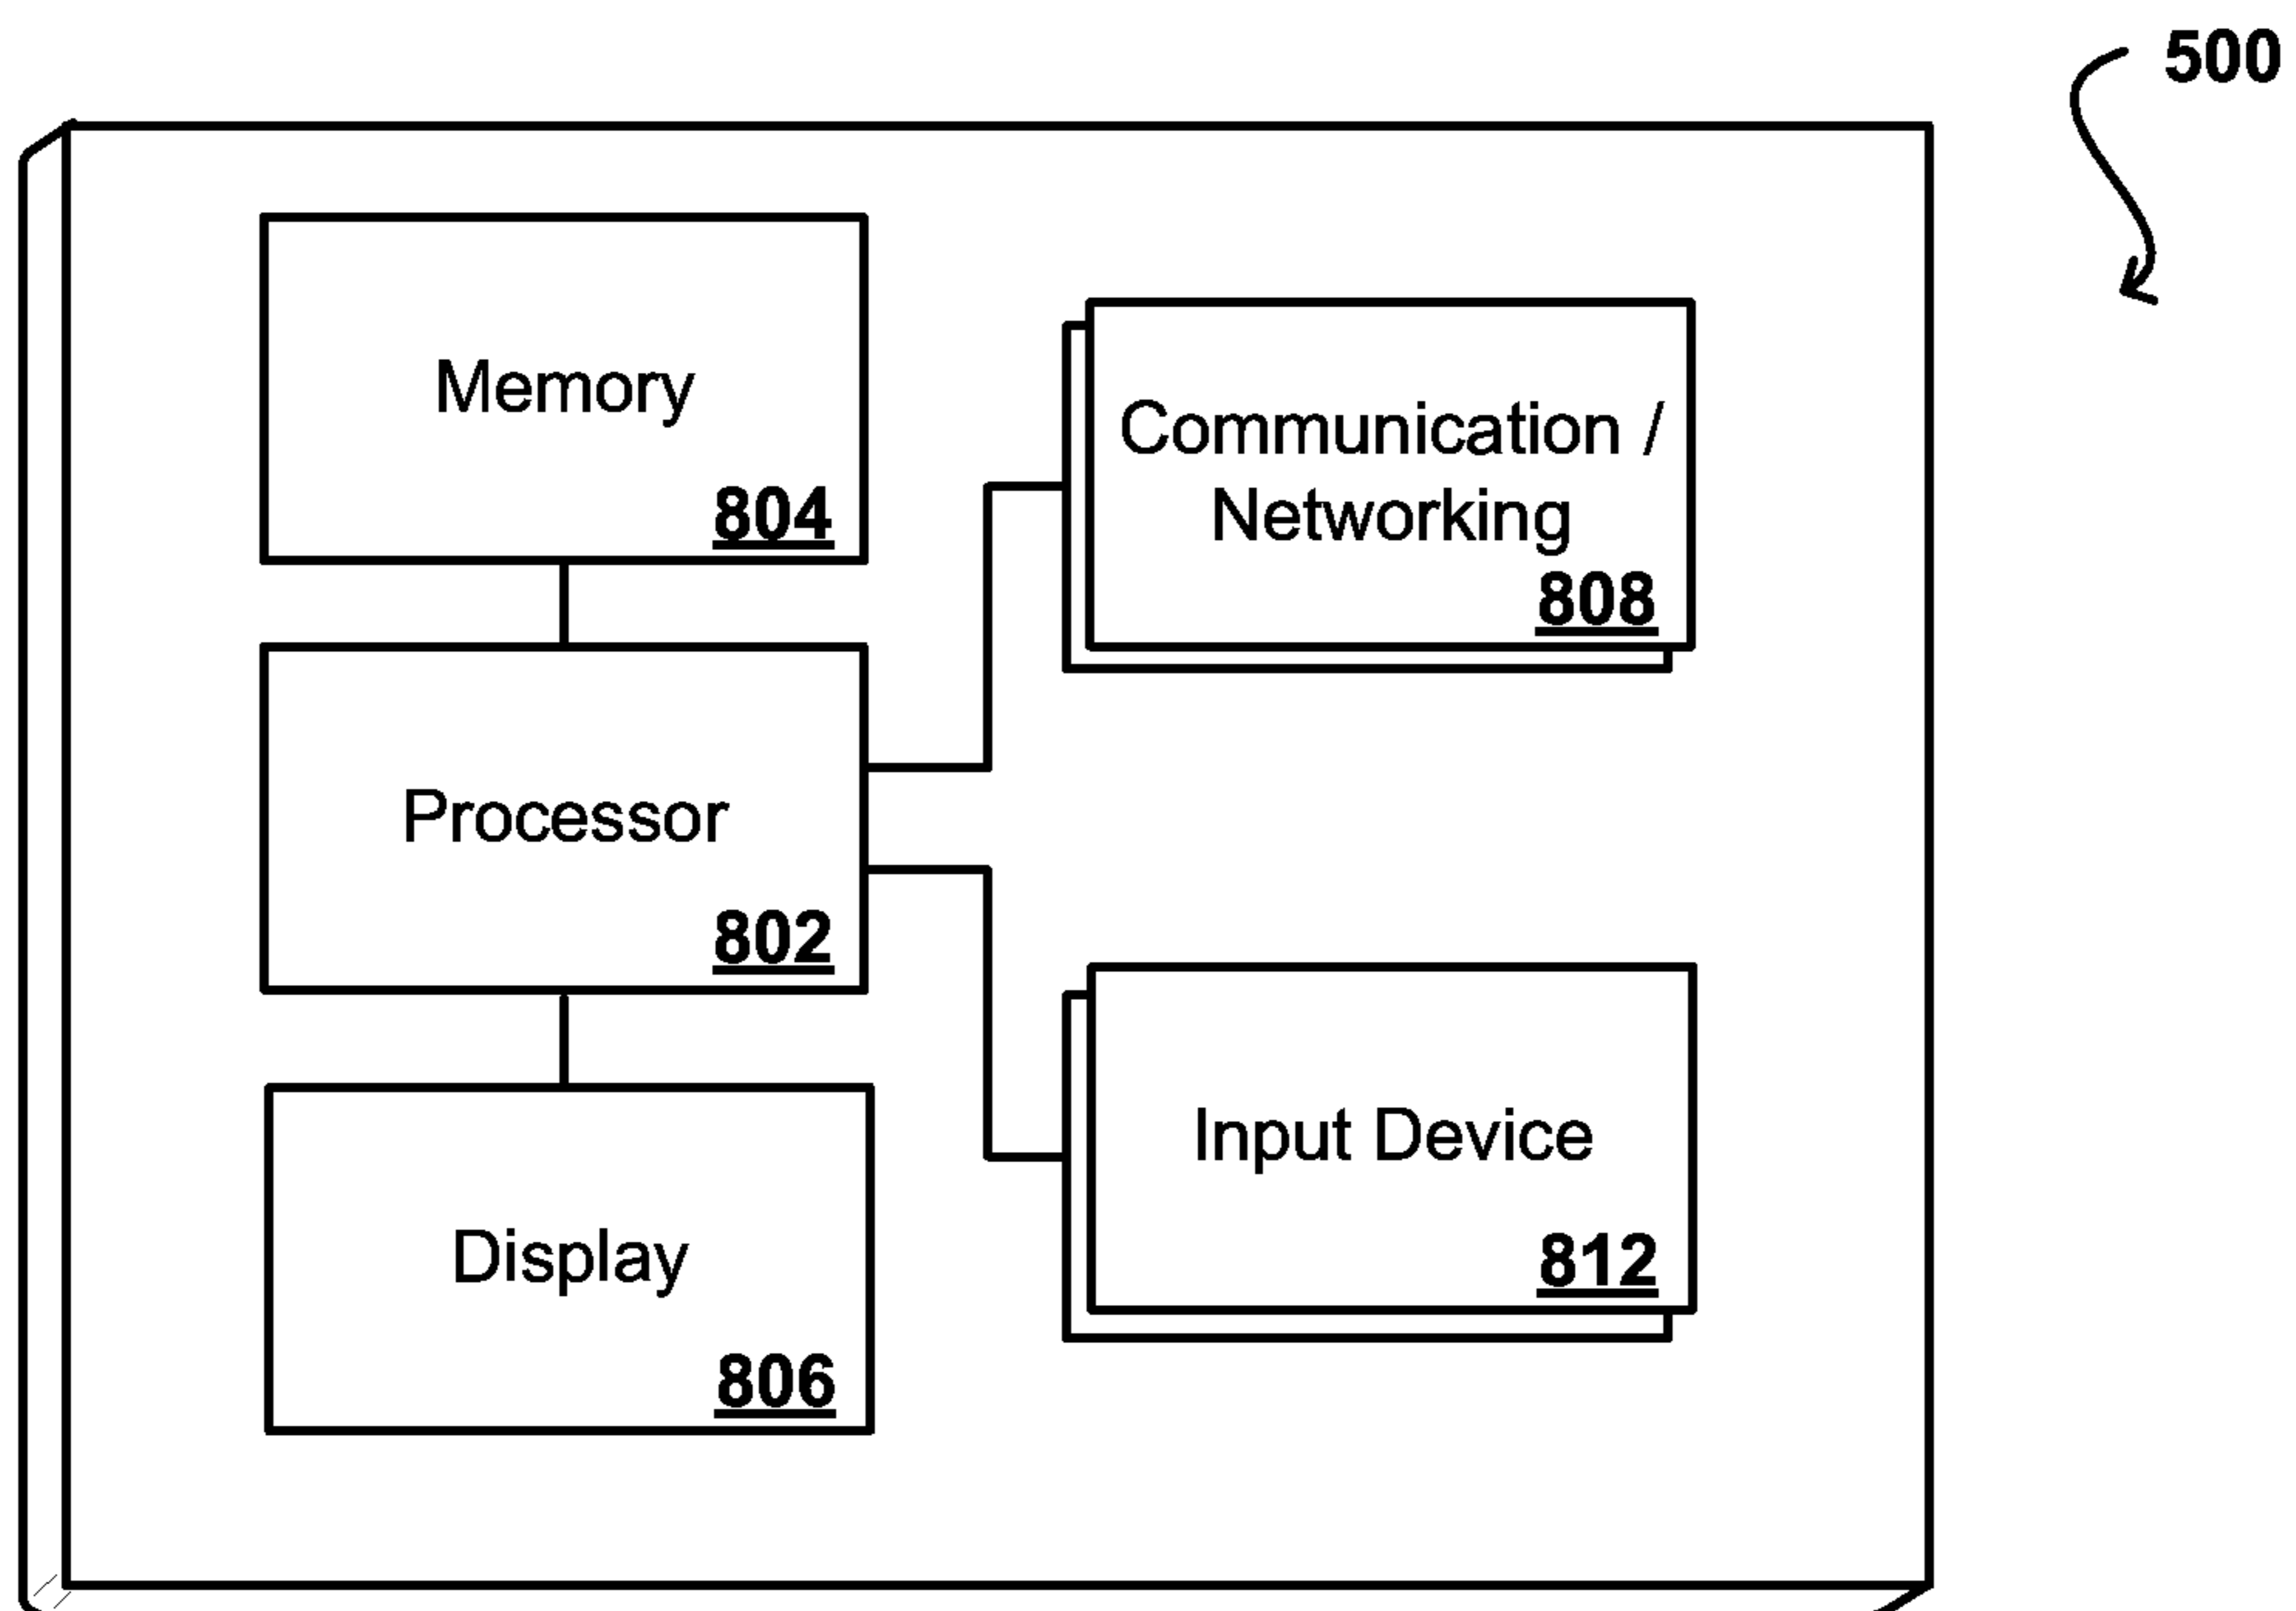 500
Memory
804
Communication /
Networking
808
Processor
802
Input Device
812
Display
806